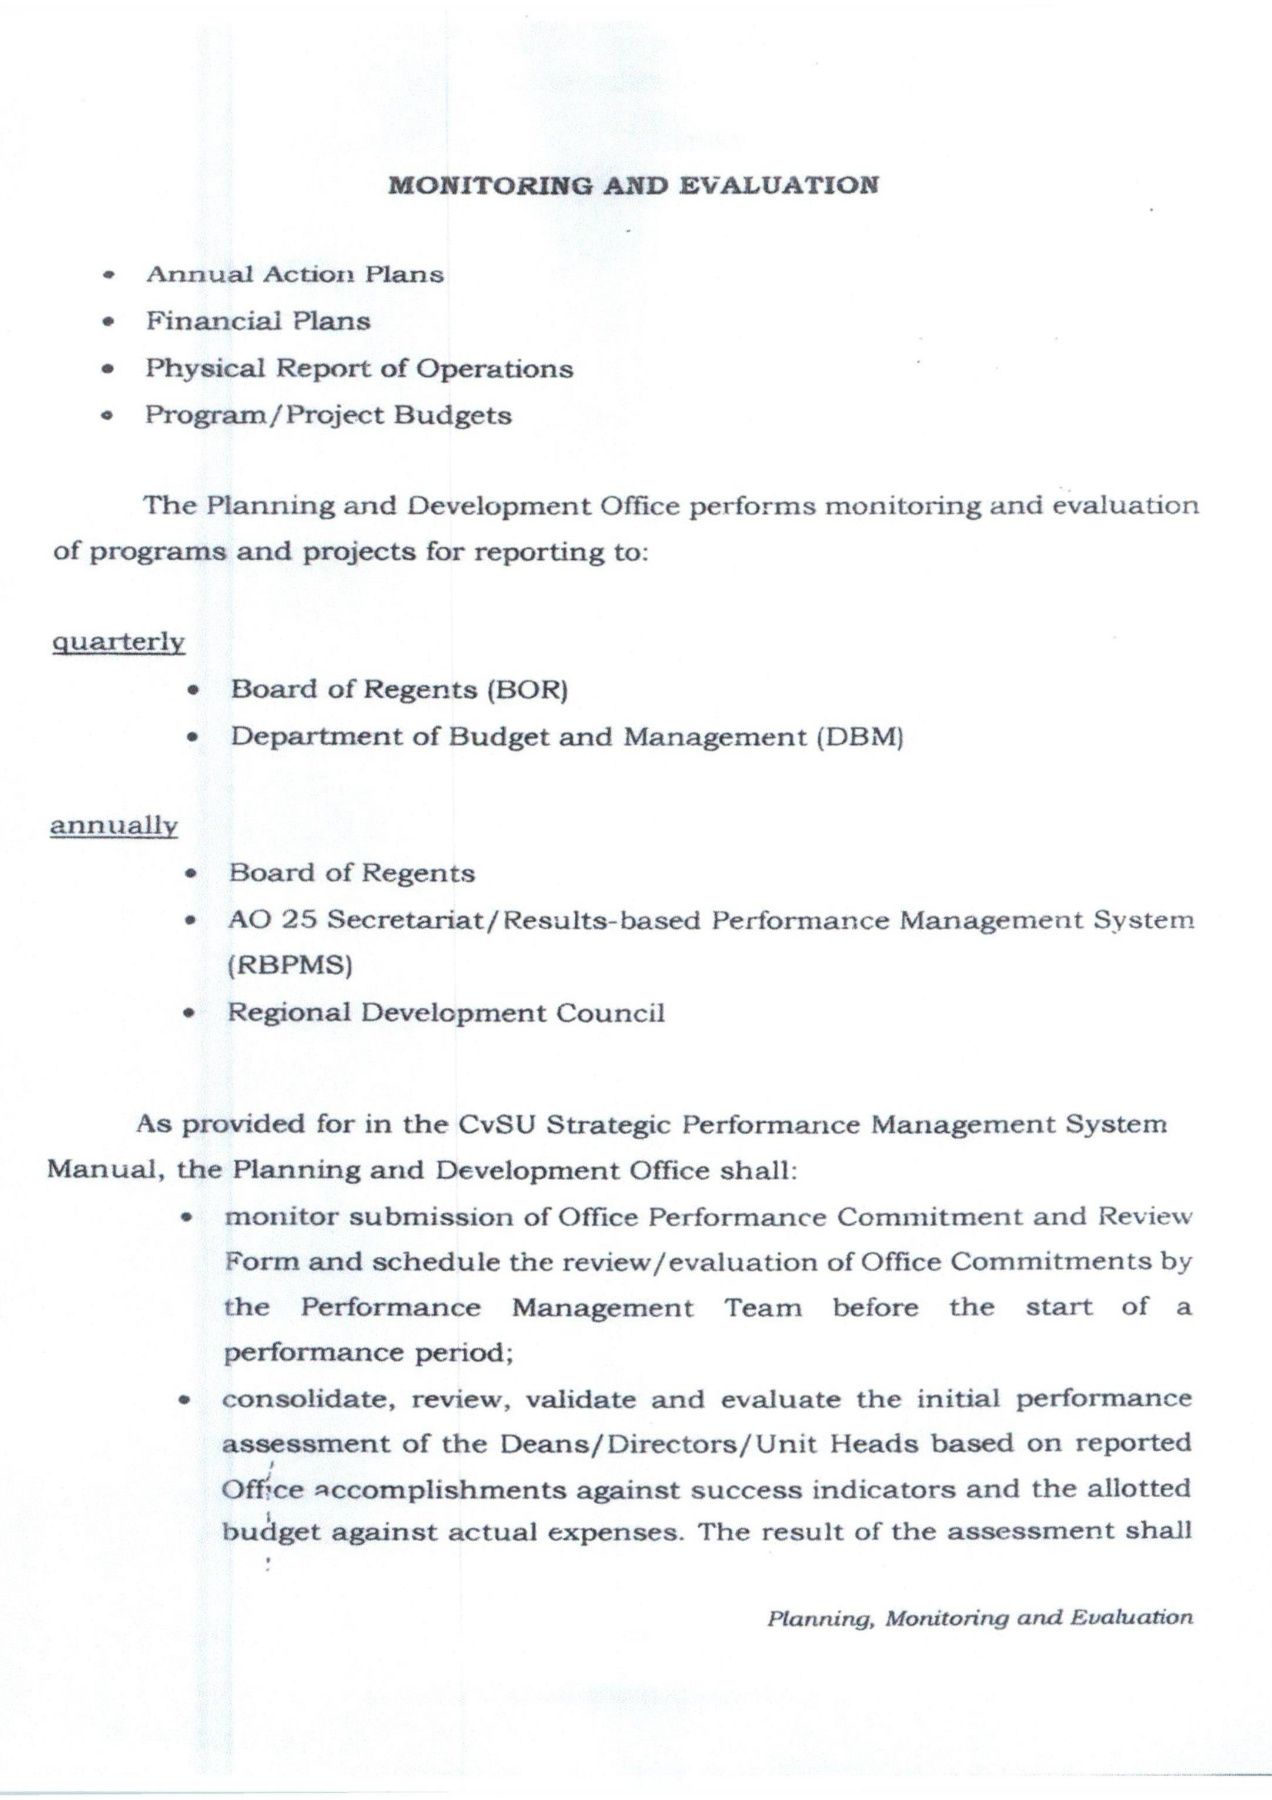 MONITORING AND EVALUATION
• Annual Action Plans
• Financial Plans
• Physical Report of Operations
• Program/Project Budgets
The Planning and Development Office performs monitoring and evaluation
of programs and projects for reporting to:
quarterly
• Board of Regents (BOR)
• Department of Budget and Management (DBM)
annually
• Board of Regents
• AO 25 Secretariat/Results-based Performance Management System
(RBPMS)
• Regional Development Council
As provided for in the CvSU Strategic Performance Management System
Manual, the Planning and Development Office shall:
• monitor submission of Office Performance Commitment and Review
Form and schedule the review/evaluation of Office Commitments by
the Performance Management Team before the start of a
performance period;
• consolidate, review, validate and evaluate the initial performance
assessment of the Deans/Directors/Unit Heads based on reported
Office accomplishments against success indicators and the allotted
budget against actual expenses. The result of the assessment shall
Planning, Monitoring and Evaluation